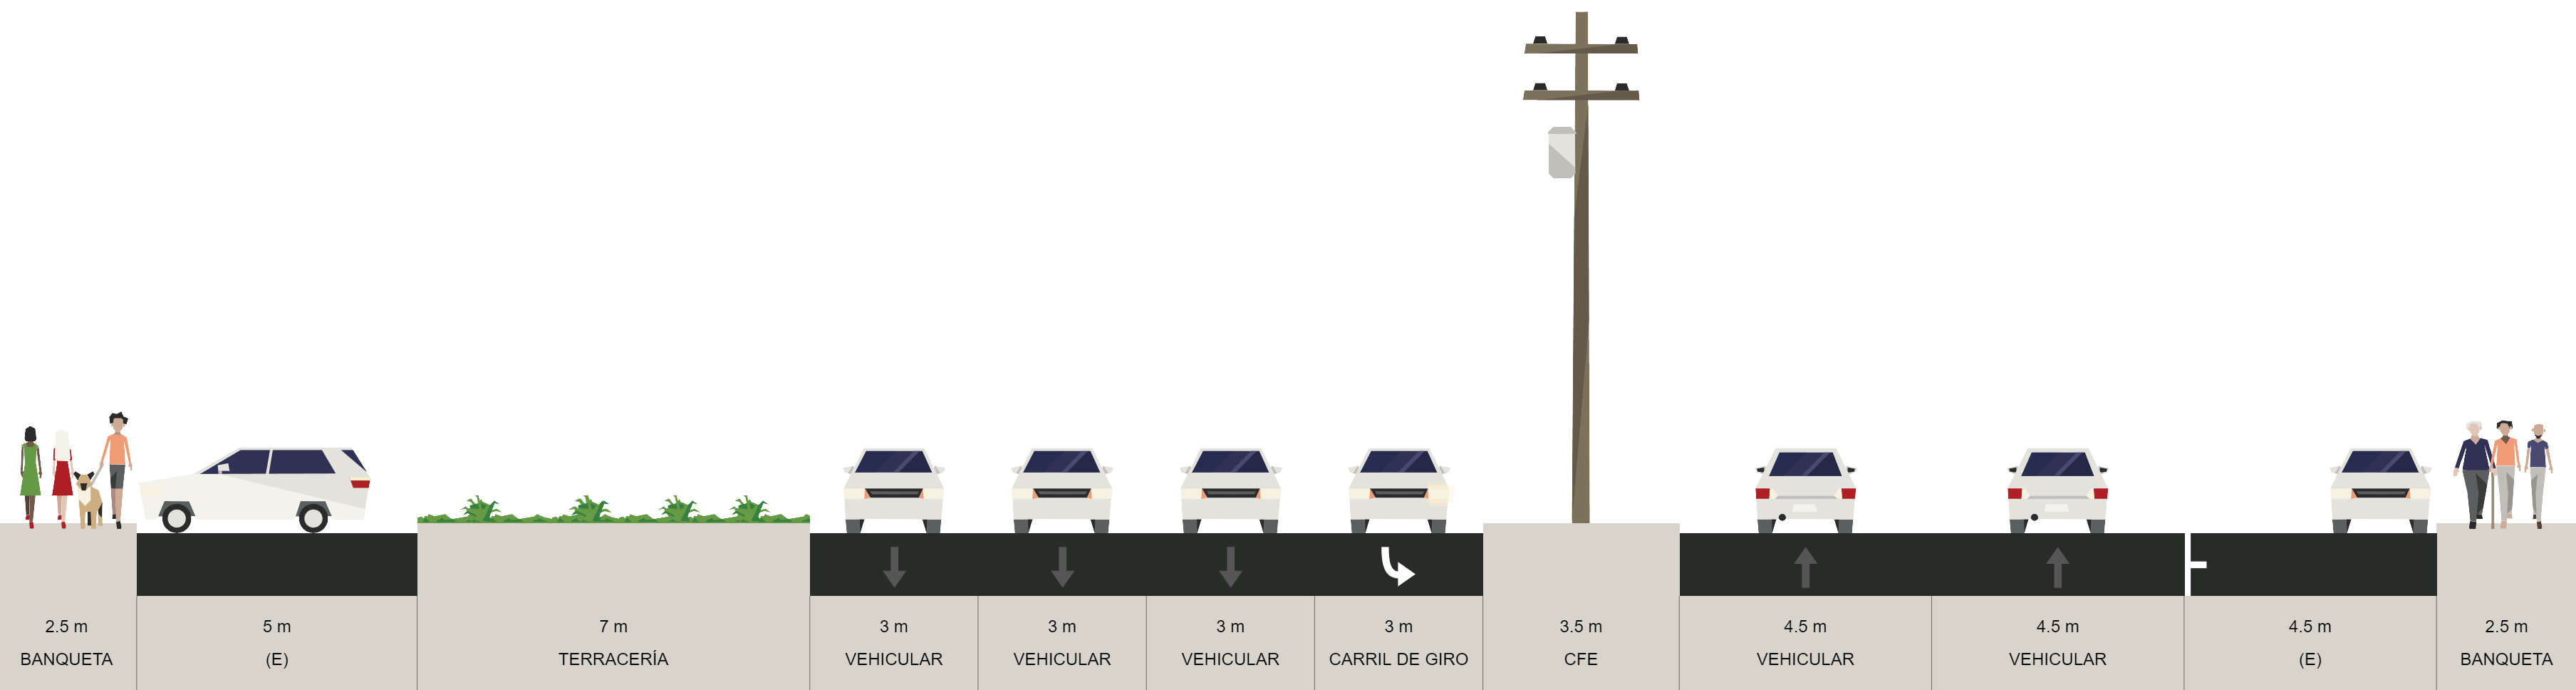 2.5 m
BANQUETA
5 m
(E)
7 m
TERRACERÍA
3 m
VEHICULAR
3 m
VEHICULAR
3 m
VEHICULAR
3 m
CARRIL DE GIRO
3.5 m
CFE
4.5 m
VEHICULAR
4.5 m
VEHICULAR
4.5 m
(E)
2.5 m
BANQUETA